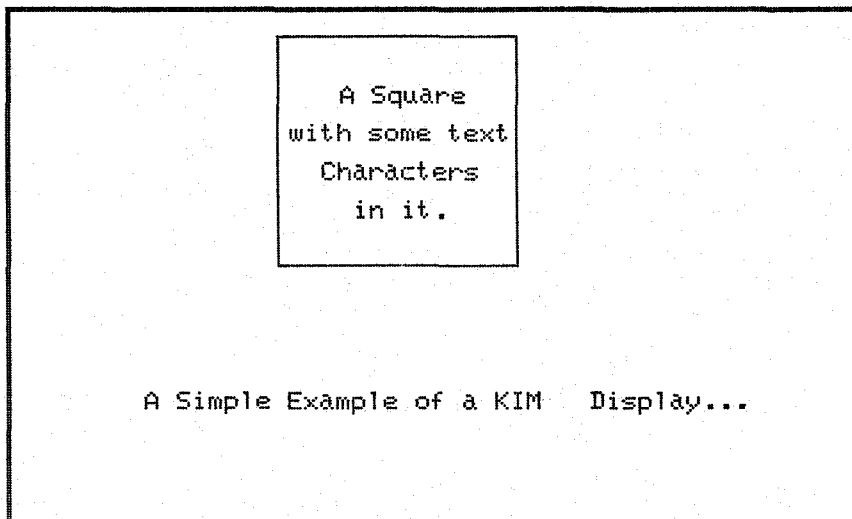 A Square
with some text
Characters
in it.
A Simple Example of a KIM Display...